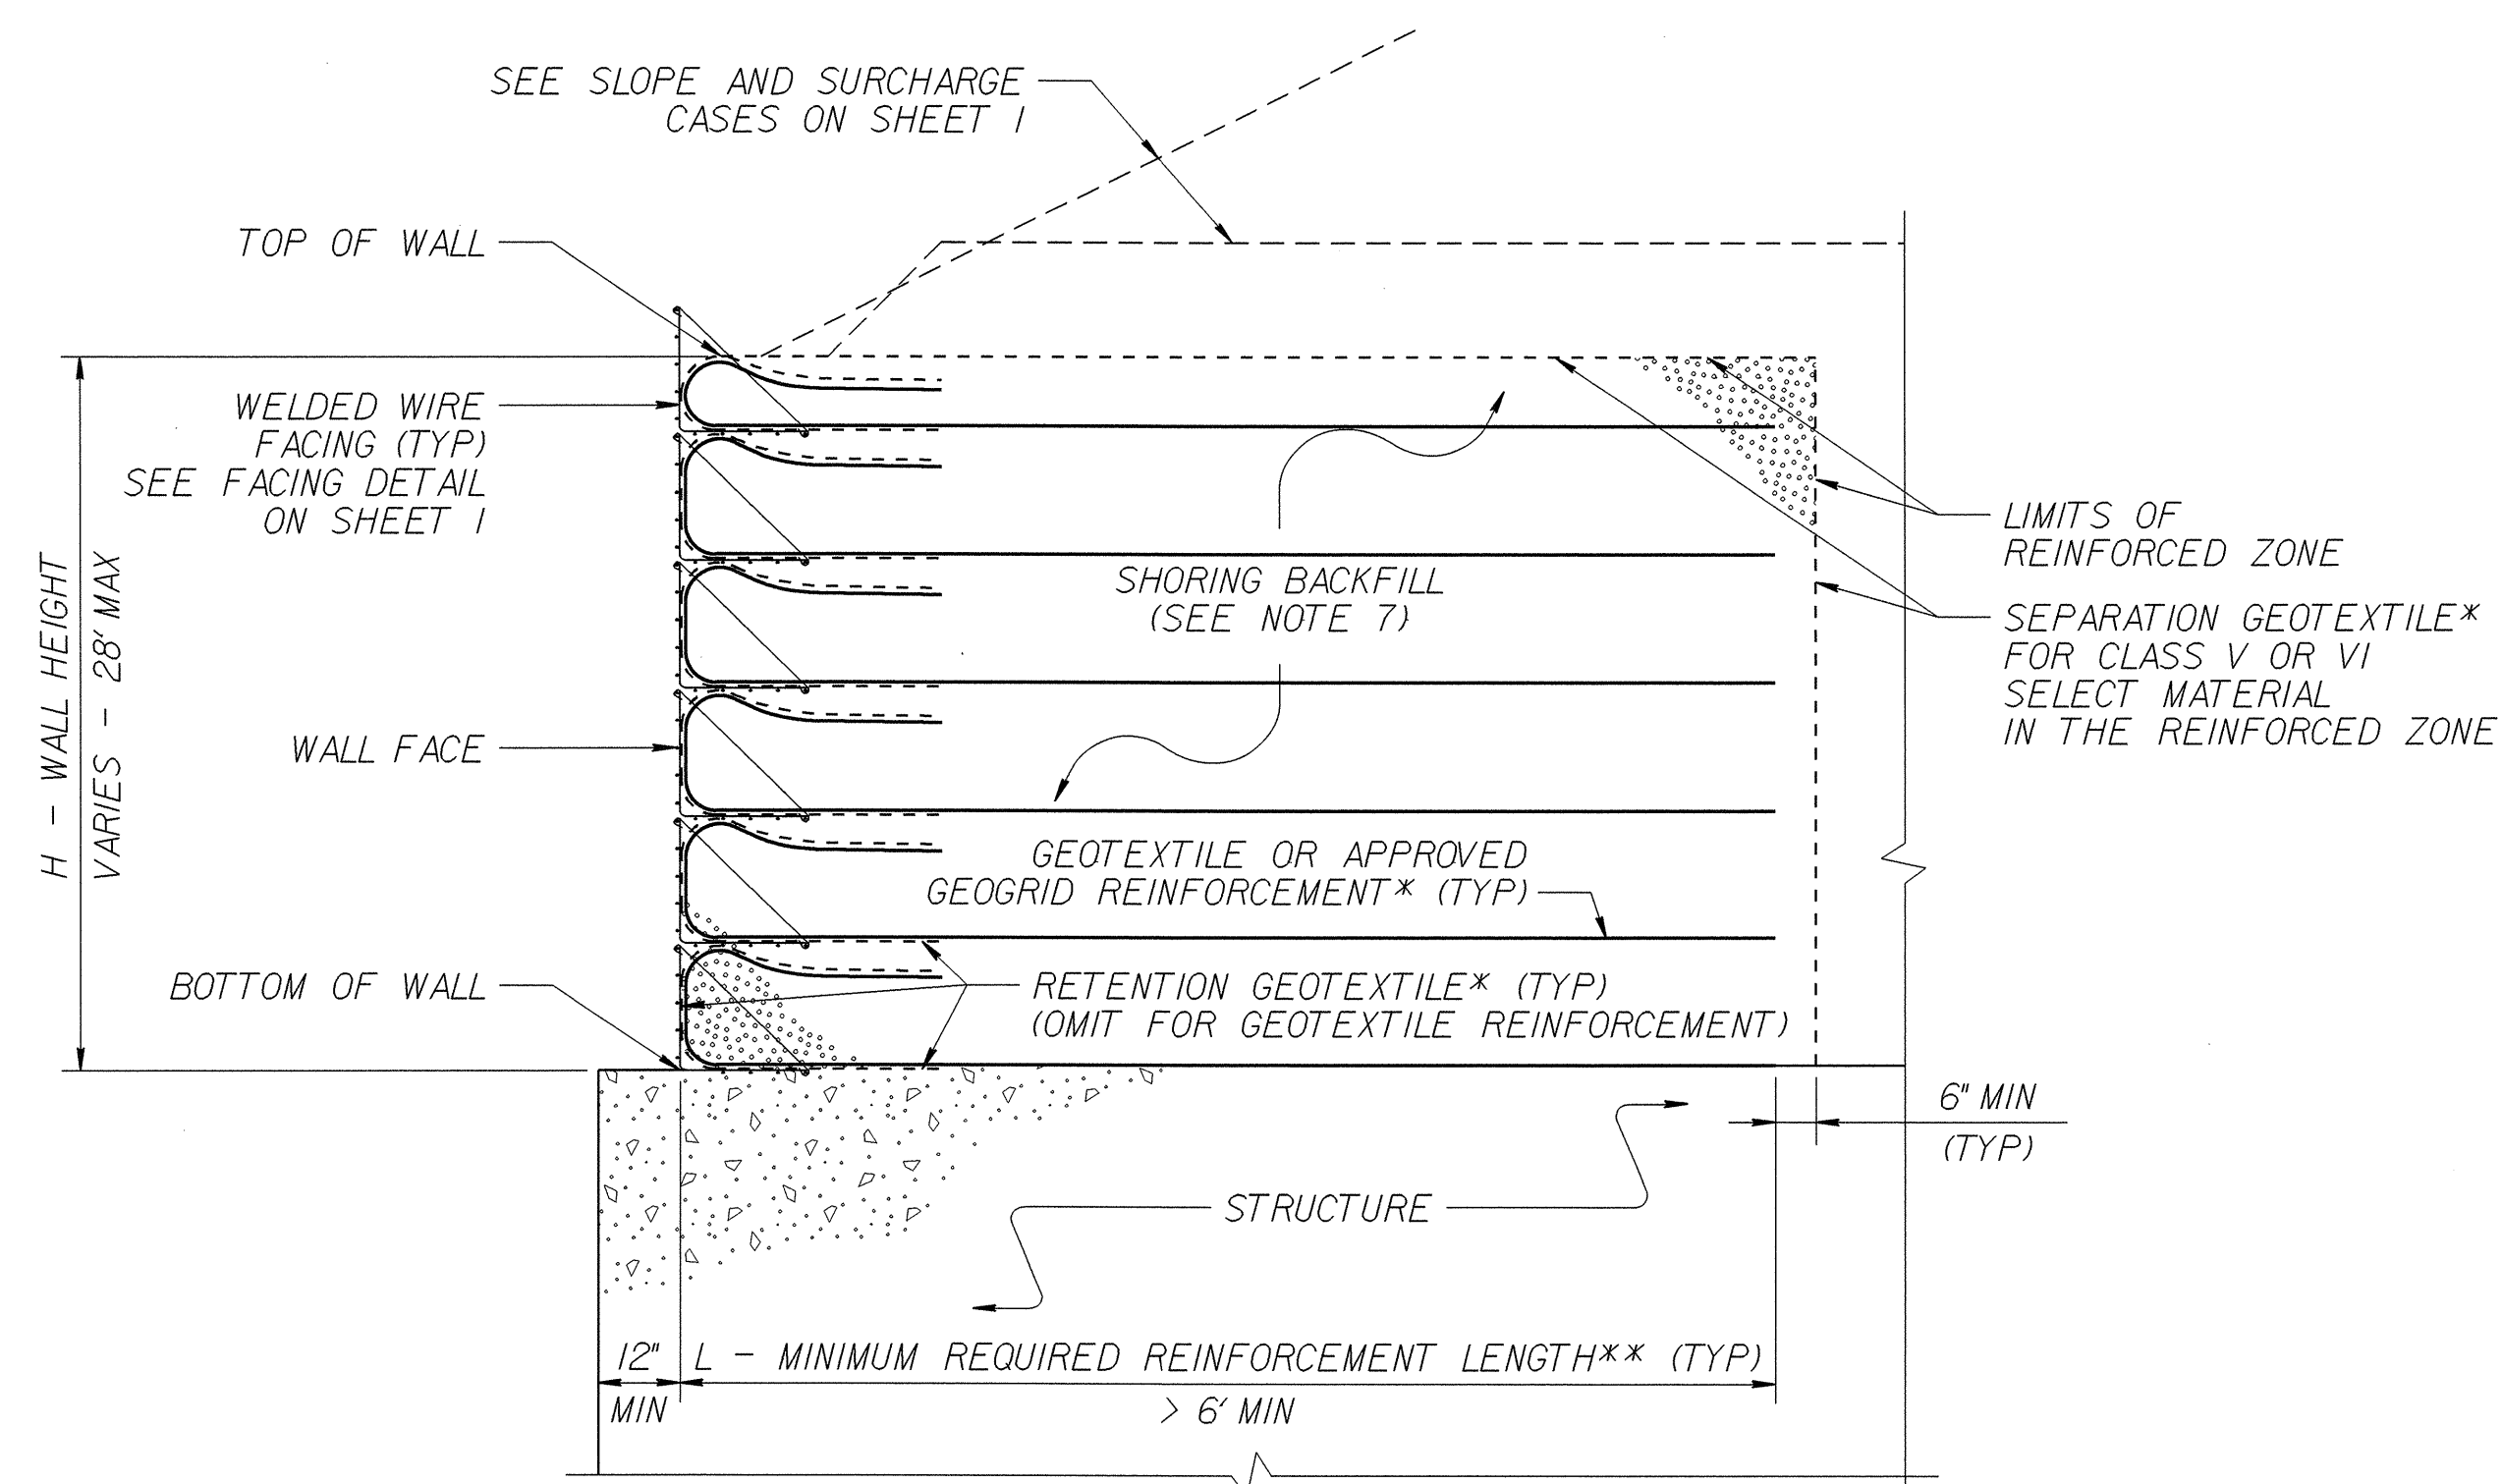 SEE SLOPE AND SURCHARGE
CASES ON SHEET 1
TOP OF WALL
WELDED WIRE
FACING (TYP)
SEE FACING DETAIL
ON SHEET 1
H - WALL HEIGHT
VARIES - 28' MAX
LIMITS OF
REINFORCED ZONE
SHORING BACKFILL
(SEE NOTE 7)
SEPARATION GEOTEXTILE*
FOR CLASS V OR VI
SELECT MATERIAL
IN THE REINFORCED ZONE
WALL FACE
GEOTEXTILE OR APPROVED
GEOGRID REINFORCEMENT* (TYP)
BOTTOM OF WALL
RETENTION GEOTEXTILE* (TYP)
(OMIT FOR GEOTEXTILE REINFORCEMENT)
6" MIN
(TYP)
STRUCTURE
12"
MIN
L - MINIMUM REQUIRED REINFORCEMENT LENGTH** (TYP)
> 6' MIN